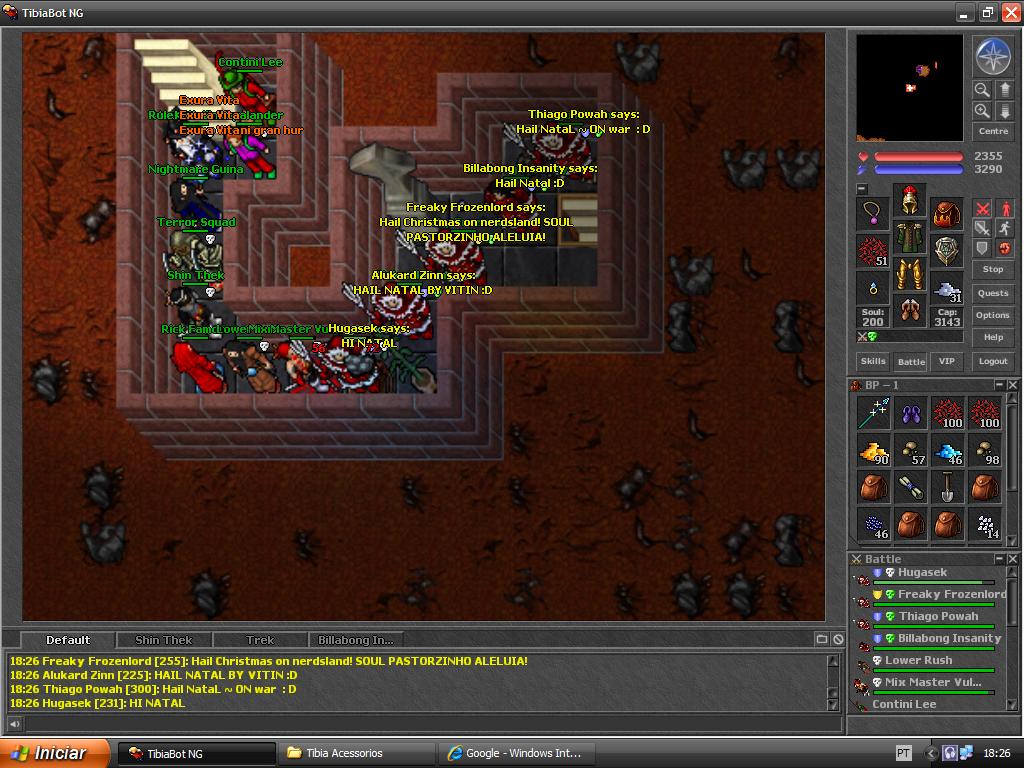 TibiaBot NG
Contini Lee
Exura Vita
Exura Vita alander
Exura Vita ni gran hur
Nightmare Guina
Terror Squad
Shin Thek
Thiago Powah says:
Hail NataL ~ ON war : D
Billabong Insanity says:
Hail Natal :D
Freaky Frozenlord says:
Hail Christmas on nerdsland! SOUL
PASTORZINHO ALELUIA!
Alukard Zinn says:
HAIL NATAL BY VITIN :D
Hugasek says:
HI NATAL
Centre
2355
3290
51
31
Soul:
200
Cap:
3143
Stop
Quests
Options
Help
Skills
Battle
VIP
Logout
BP - 1
100
100
90
57
46
98
46
14
Battle
Hugasek
Freaky Frozenlord
Thiago Powah
Billabong Insanity
Lower Rush
Mix Master Vul...
Contini Lee
Default
Shin Thek
Trek
Billabong In...
18:26 Freaky Frozenlord [255]: Hail Christmas on nerdsland! SOUL PASTORZINHO ALELUIA!
18:26 Alukard Zinn [225]: HAIL NATAL BY VITIN :D
18:26 Thiago Powah [300]: Hail NataL ~ ON war : D
18:26 Hugasek [231]: HI NATAL
Iniciar
TibiaBot NG
Tibia Acessorios
Google - Windows Int...
PT
18:26